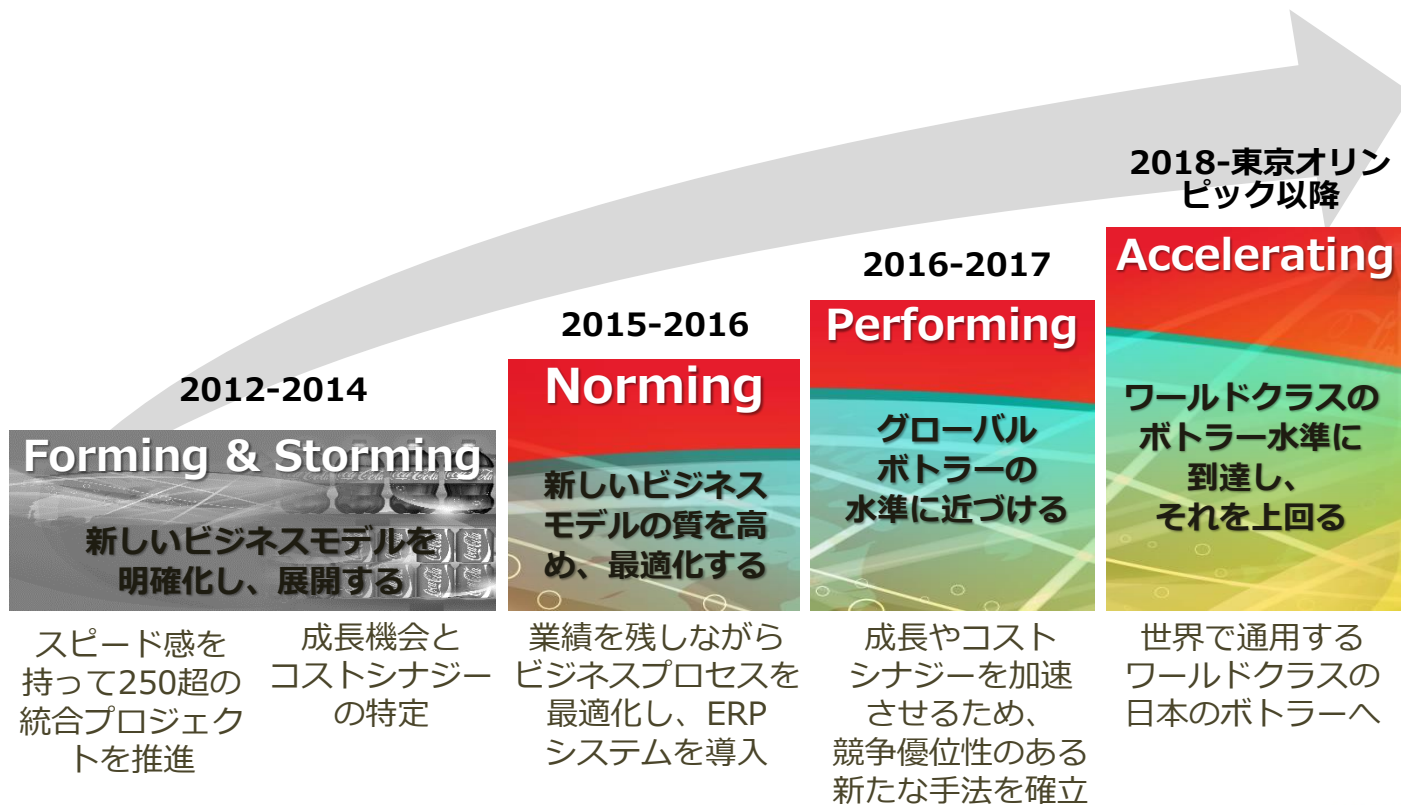 2012-2014
Forming & Storming
新しいビジネスモデルを
明確化し、展開する
スピード感を
持って250超の
統合プロジェク
トを推進
成長機会と
コストシナジー
の特定
2015-2016
Norming
新しいビジネス
モデルの質を高
め、最適化する
業績を残しながら
ビジネスプロセスを
最適化し、ERP
システムを導入
2016-2017
Performing
グローバル
ボトラーの
水準に近づける
成長やコスト
シナジーを加速
させるため、
競争優位性のある
新たな手法を確立
2018-東京オリン
ピック以降
Accelerating
ワールドクラスの
ボトラー水準に
到達し、
それを上回る
世界で通用する
ワールドクラスの
日本のボトラーへ